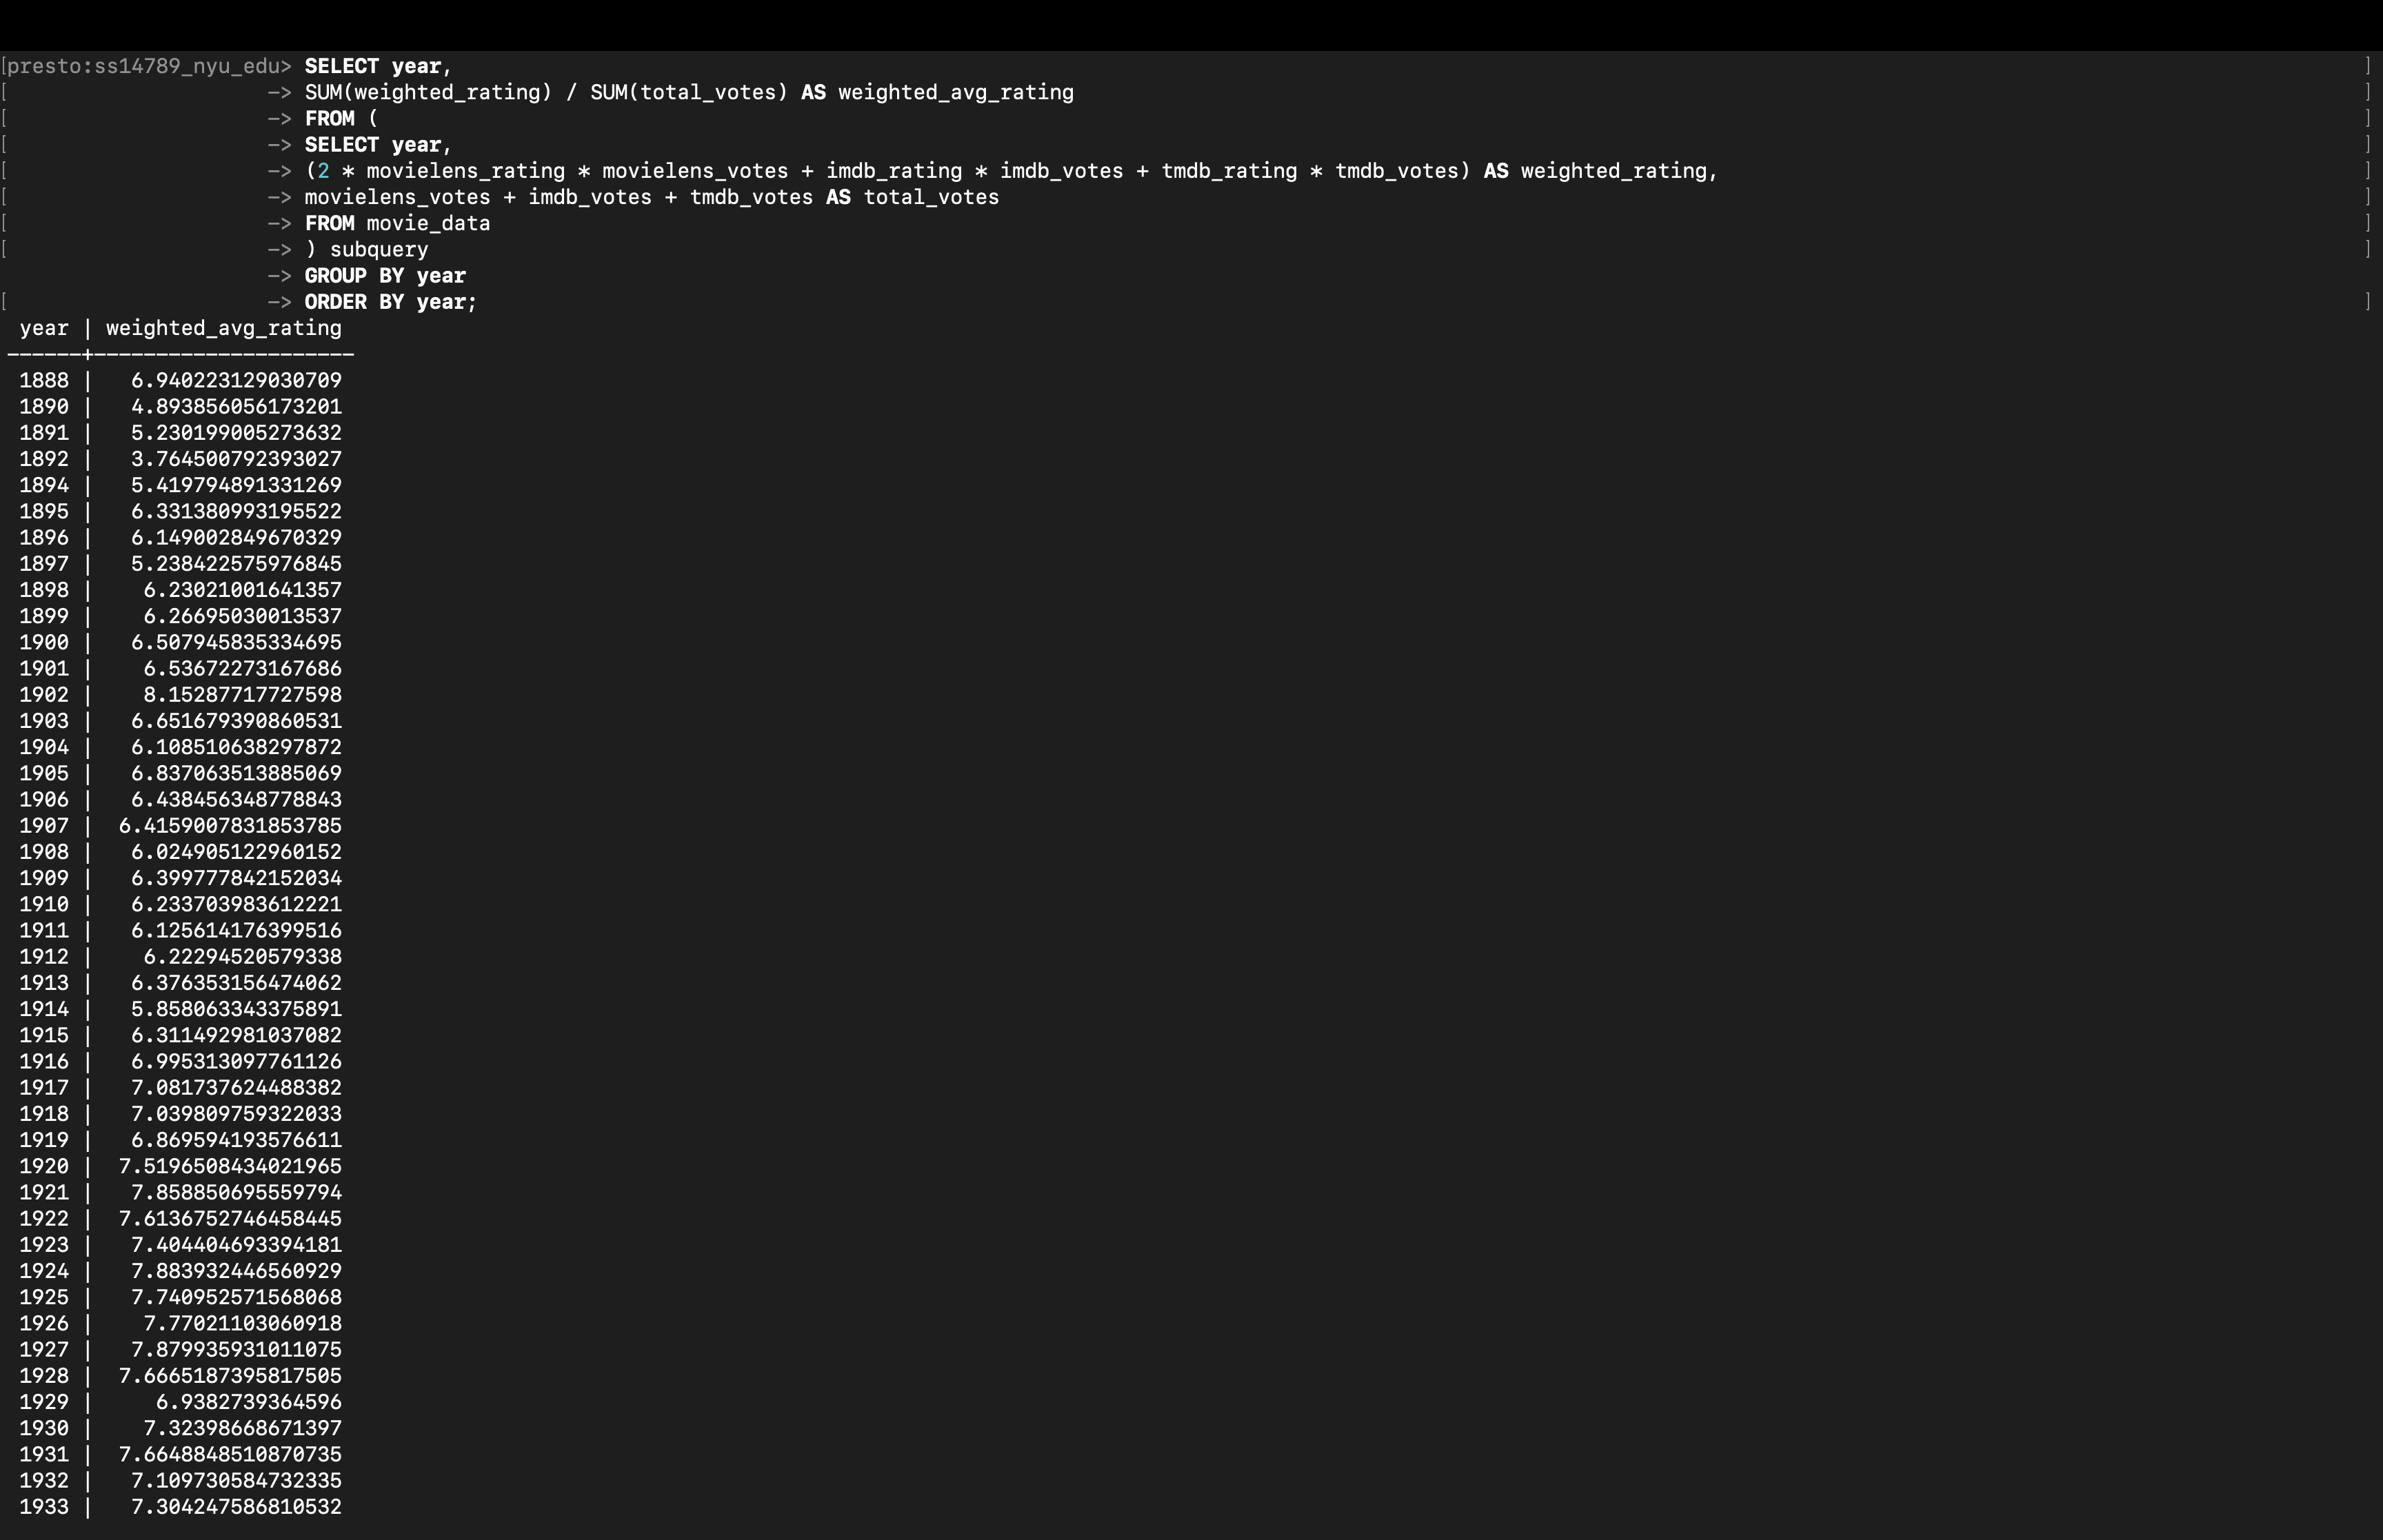 [presto:ss14789_nyu_edu> SELECT year, ]
[ -> SUM(weighted_rating) / SUM(total_votes) AS weighted_avg_rating ]
[ -> FROM ( ]
[ -> SELECT year, ]
[ -> (2 * movielens_rating * movielens_votes + imdb_rating * imdb_votes + tmdb_rating * tmdb_votes) AS weighted_rating, ]
[ -> movielens_votes + imdb_votes + tmdb_votes AS total_votes ]
[ -> FROM movie_data ]
[ -> ) subquery ]
-> GROUP BY year
[ -> ORDER BY year; ]
year | weighted_avg_rating
------+---------------------
1888 | 6.940223129030709
1890 | 4.893856056173201
1891 | 5.230199005273632
1892 | 3.764500792393027
1894 | 5.419794891331269
1895 | 6.331380993195522
1896 | 6.149002849670329
1897 | 5.238422575976845
1898 | 6.230210016413​57
1899 | 6.26695030013537
1900 | 6.507945835334695
1901 | 6.53672273167686
1902 | 8.15287717727598
1903 | 6.651679390860531
1904 | 6.108510638297872
1905 | 6.837063513885069
1906 | 6.438456348778843
1907 | 6.4159007831853785
1908 | 6.024905122960152
1909 | 6.399777842152034
1910 | 6.233703983612221
1911 | 6.125614176399516
1912 | 6.22294520579338
1913 | 6.376353156474062
1914 | 5.858063343375891
1915 | 6.311492981037082
1916 | 6.995313097761126
1917 | 7.081737624488382
1918 | 7.039809759322033
1919 | 6.869594193576611
1920 | 7.5196508434021965
1921 | 7.858850695559794
1922 | 7.6136752746458445
1923 | 7.404404693394181
1924 | 7.883932446560929
1925 | 7.740952571568068
1926 | 7.77021103060918
1927 | 7.879935931011075
1928 | 7.6665187395817505
1929 | 6.9382739364596
1930 | 7.32398668671397
1931 | 7.6648848510870735
1932 | 7.109730584732335
1933 | 7.304247586810532